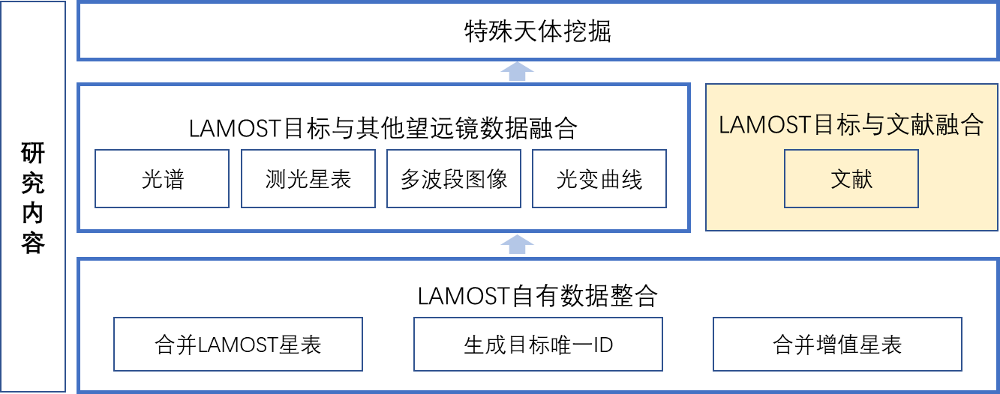 研究内容
特殊天体挖掘
LAMOST目标与其他望远镜数据融合
光谱
测光星表
多波段图像
光变曲线
LAMOST目标与文献融合
文献
LAMOST自有数据整合
合并LAMOST星表
生成目标唯一ID
合并增值星表